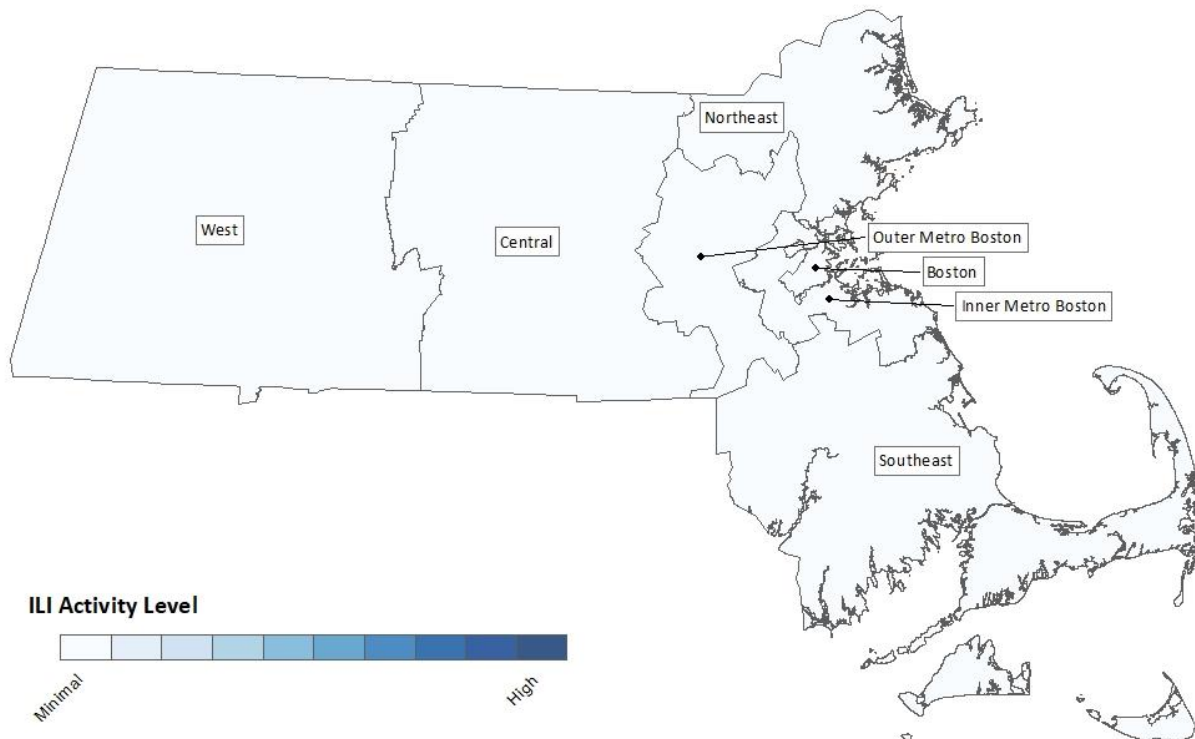 Northeast
West
Central
Outer Metro Boston
Boston
Inner Metro Boston
Southeast
ILI Activity Level
Minimal
High